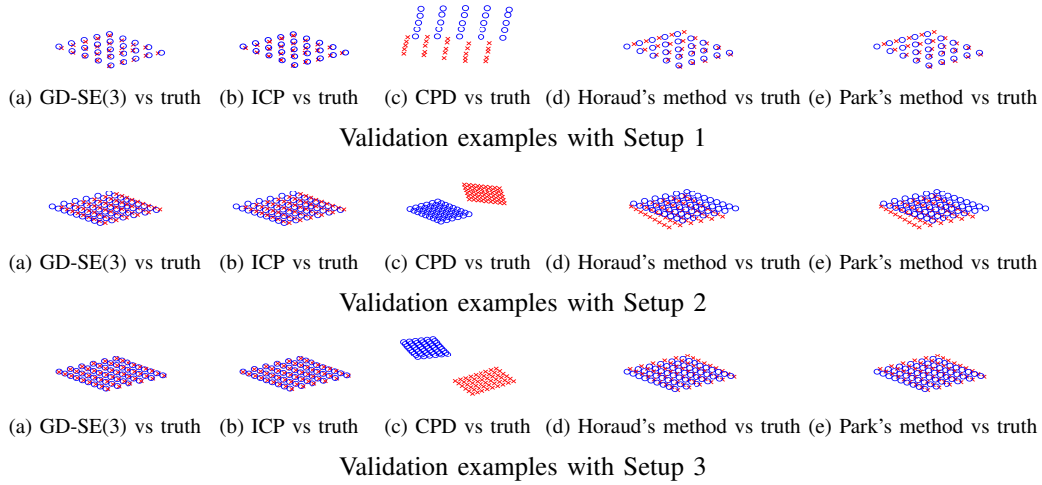 (a) GD-SE(3) vs truth (b) ICP vs truth (c) CPD vs truth (d) Horaud's method vs truth (e) Park's method vs truth
Validation examples with Setup 1
(a) GD-SE(3) vs truth (b) ICP vs truth (c) CPD vs truth (d) Horaud's method vs truth (e) Park's method vs truth
Validation examples with Setup 2
(a) GD-SE(3) vs truth (b) ICP vs truth (c) CPD vs truth (d) Horaud's method vs truth (e) Park's method vs truth
Validation examples with Setup 3